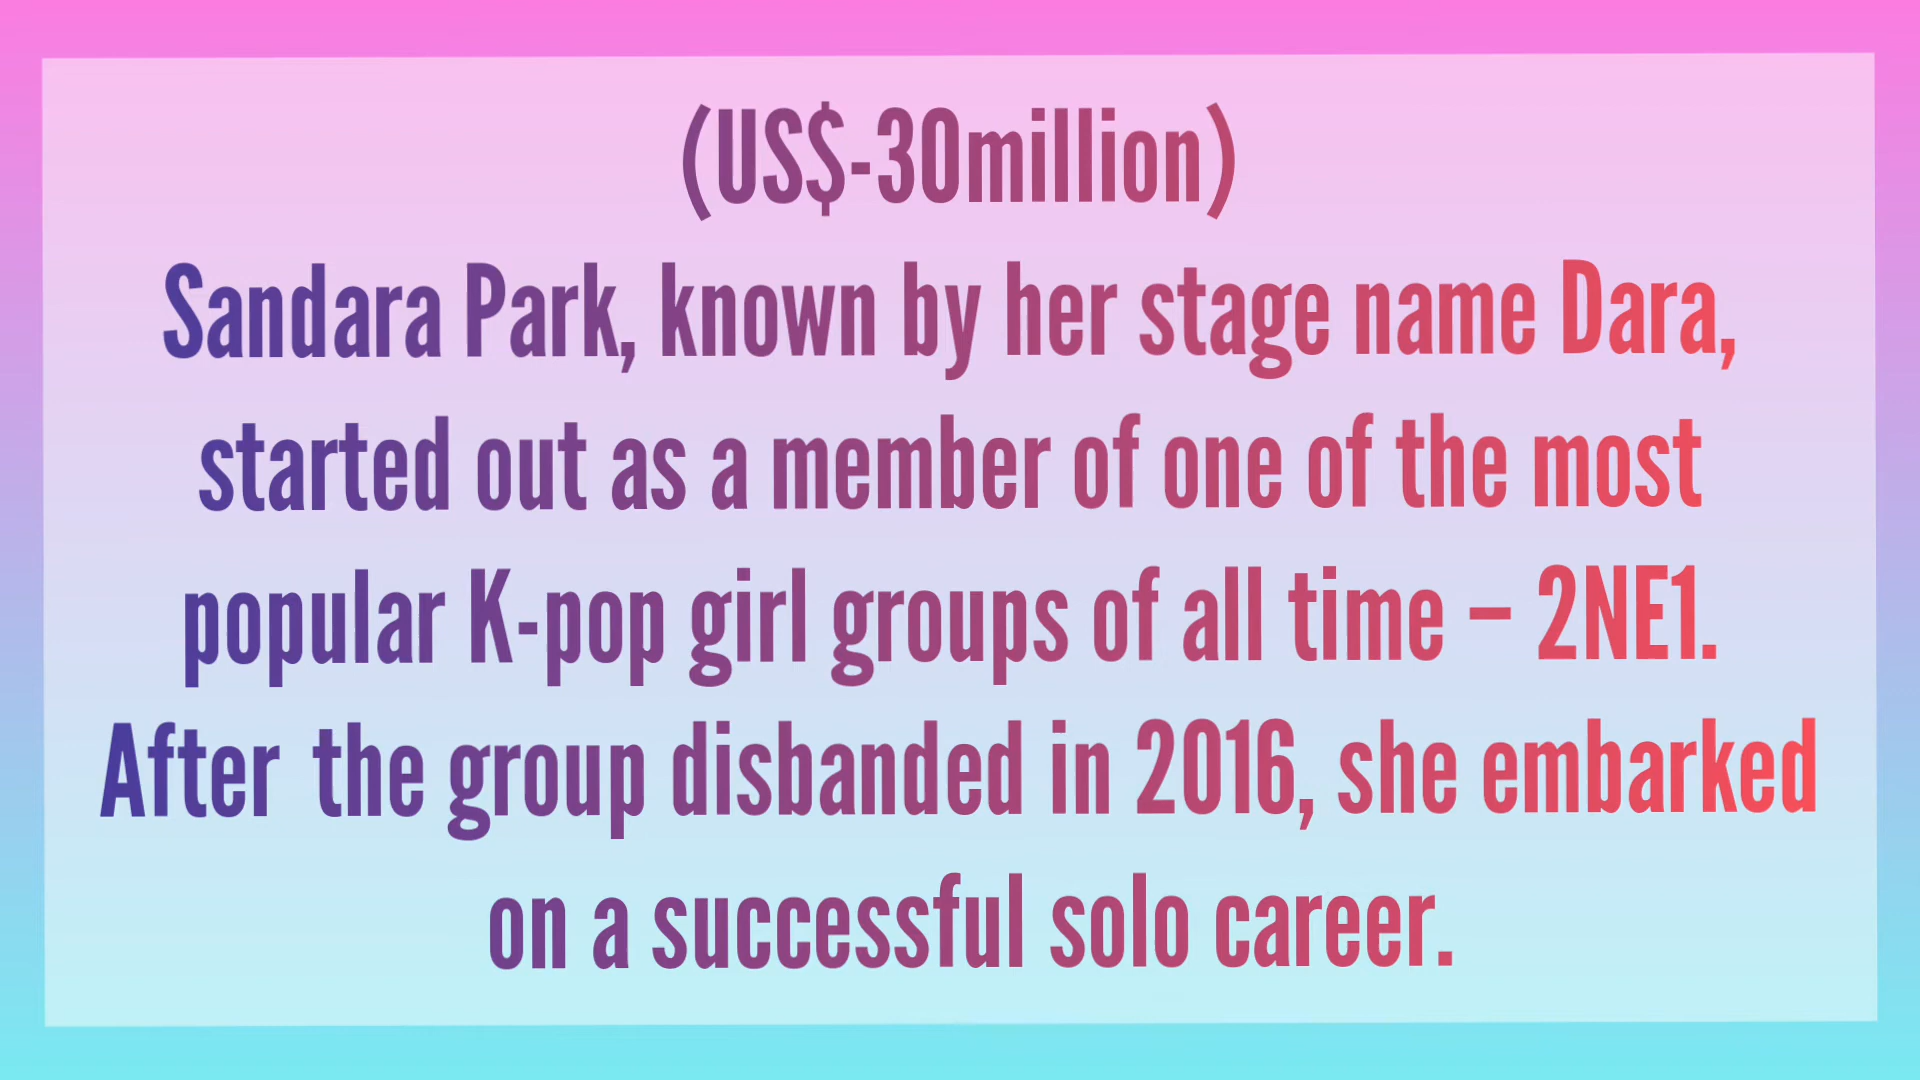 (US$-30million)
Sandara Park, known by her stage name Dara,
started out as a member of one of the most
popular K-pop girl groups of all time – 2NE1.
After the group disbanded in 2016, she embarked
on a successful solo career.